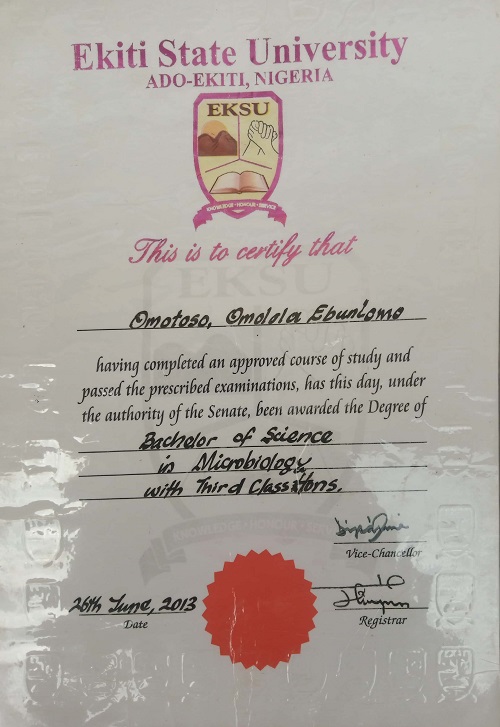 Ekiti State University
ADO-EKITI, NIGERIA
EKSU
KNOWLEDGE - HONOUR - SERVICE
This is to certify that
EKSU
Omotoso, Omolola Ebunlomo
having completed an approved course of study and
passed the prescribed examinations, has this day, under
the authority of the Senate, been awarded the Degree of
Bachelor of Science
in Microbiology
with Third Class Hons.
Vice-Chancellor
26th June, 2013
Date
Registrar